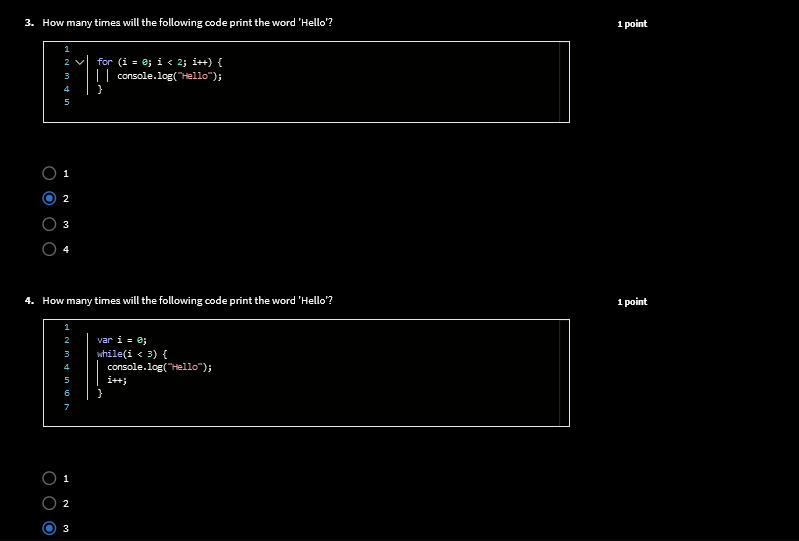 3. How many times will the following code print the word 'Hello'?
1 point
1
2 for (i = 0; i < 2; i++) {
3 console.log("Hello");
4 }
5
1
2
3
4
4. How many times will the following code print the word 'Hello'?
1 point
1
2 var i = 0;
3 while(i < 3) {
4 console.log("Hello");
5 i++;
6 }
7
1
2
3